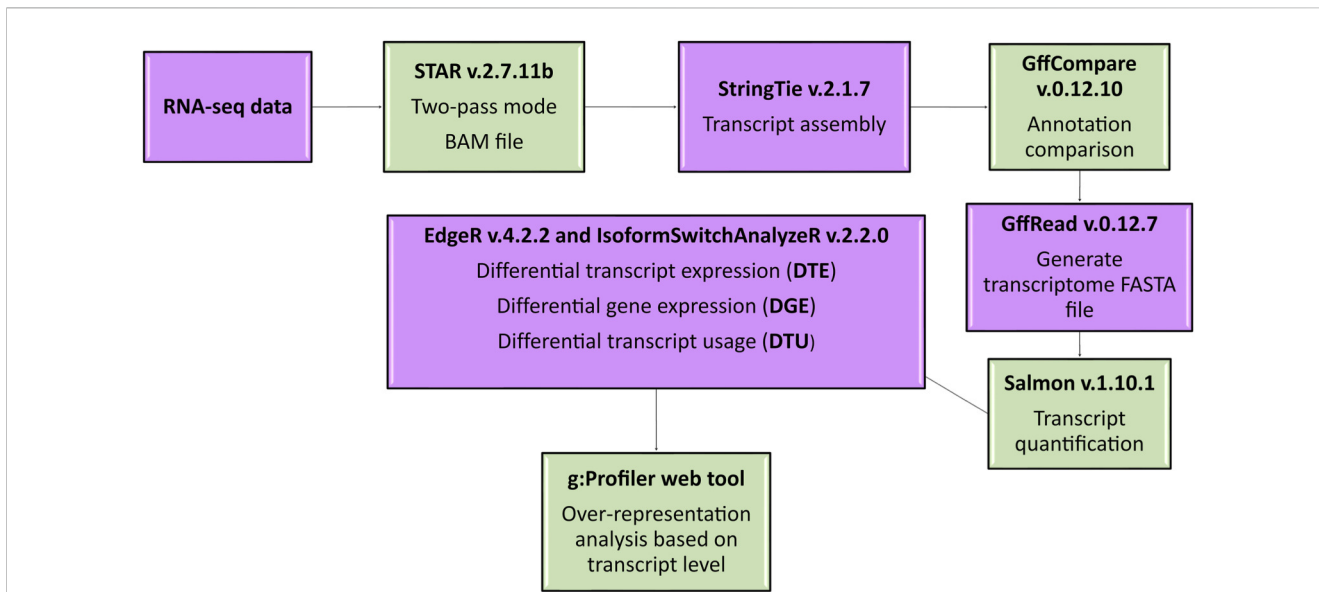 RNA-seq data
STAR v.2.7.11b
Two-pass mode
BAM file
StringTie v.2.1.7
Transcript assembly
GffCompare
v.0.12.10
Annotation
comparison
GffRead v.0.12.7
Generate
transcriptome FASTA
file
Salmon v.1.10.1
Transcript
quantification
EdgeR v.4.2.2 and IsoformSwitchAnalyzeR v.2.2.0
Differential transcript expression (DTE)
Differential gene expression (DGE)
Differential transcript usage (DTU)
g:Profiler web tool
Over-representation
analysis based on
transcript level